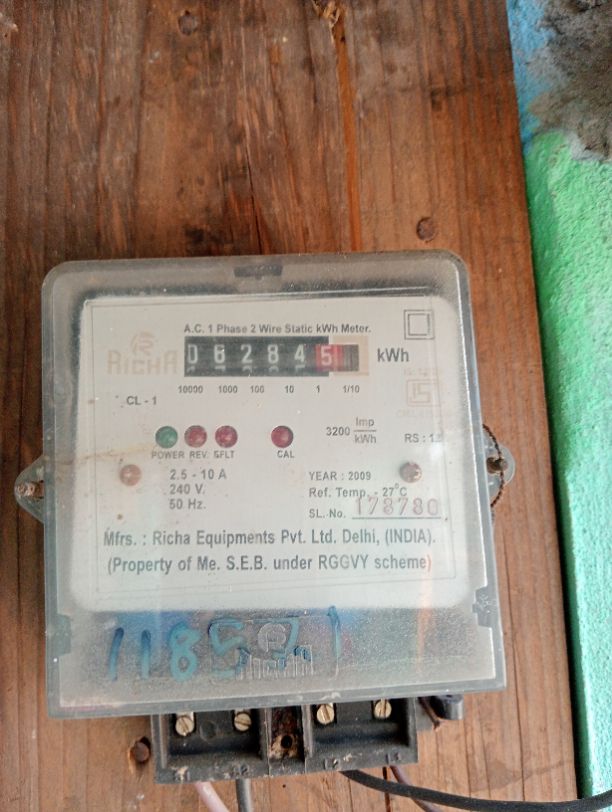 A.C. 1 Phase 2 Wire Static kWh Meter.
RICHA 062845 kWh
10000 1000 100 10 1 1/10
CL - 1
3200 Imp/kWh
POWER REV. EFLT CAL
2.5 - 10 A YEAR : 2009
240 V. Ref. Temp. - 27°C
50 Hz. SL.-No. 178780
Mfrs. : Richa Equipments Pvt. Ltd. Delhi, (INDIA).
(Property of Me. S.E.B. under RGGVY scheme)